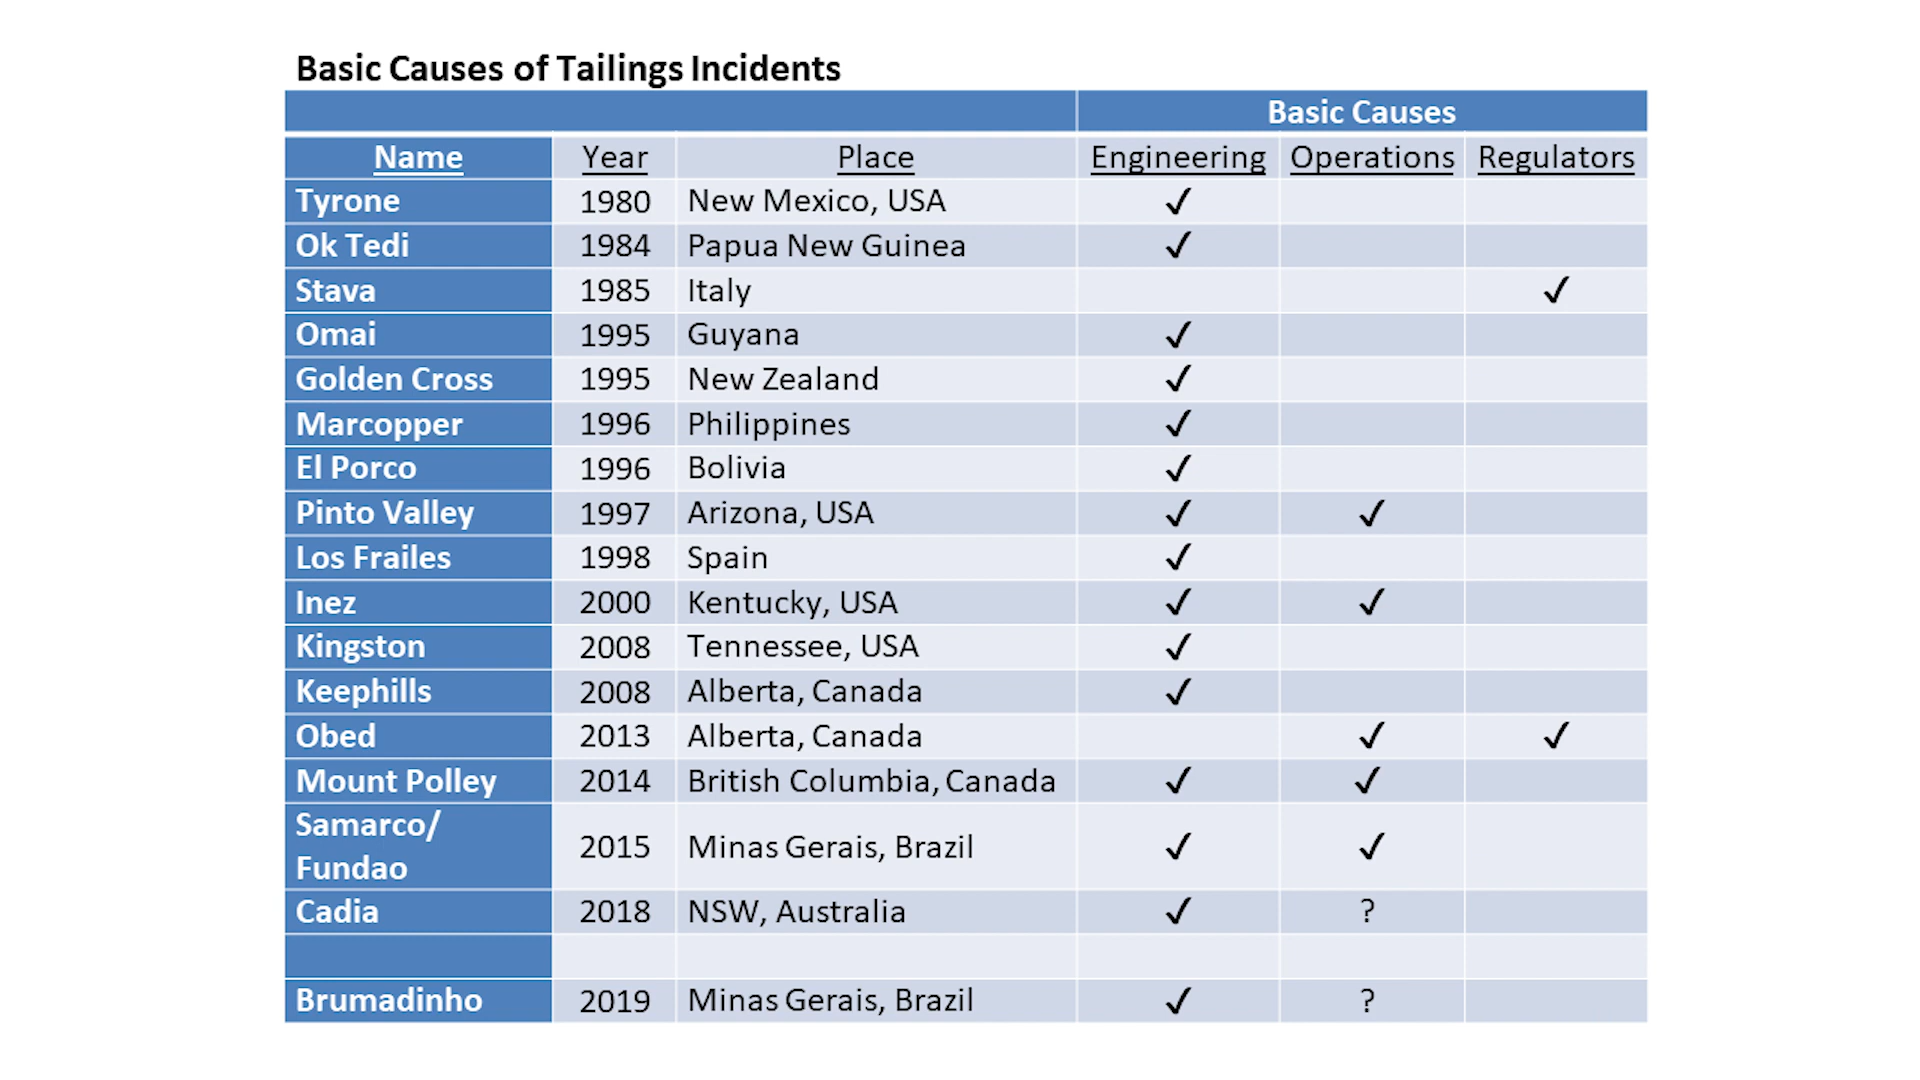 Basic Causes of Tailings Incidents
Basic Causes
Name Year Place Engineering Operations Regulators
Tyrone 1980 New Mexico, USA ✓
Ok Tedi 1984 Papua New Guinea ✓
Stava 1985 Italy ✓
Omai 1995 Guyana ✓
Golden Cross 1995 New Zealand ✓
Marcopper 1996 Philippines ✓
El Porco 1996 Bolivia ✓
Pinto Valley 1997 Arizona, USA ✓ ✓
Los Frailes 1998 Spain ✓
Inez 2000 Kentucky, USA ✓ ✓
Kingston 2008 Tennessee, USA ✓
Keephills 2008 Alberta, Canada ✓
Obed 2013 Alberta, Canada ✓ ✓
Mount Polley 2014 British Columbia, Canada ✓ ✓
Samarco/
Fundao 2015 Minas Gerais, Brazil ✓ ✓
Cadia 2018 NSW, Australia ✓ ?
Brumadinho 2019 Minas Gerais, Brazil ✓ ?